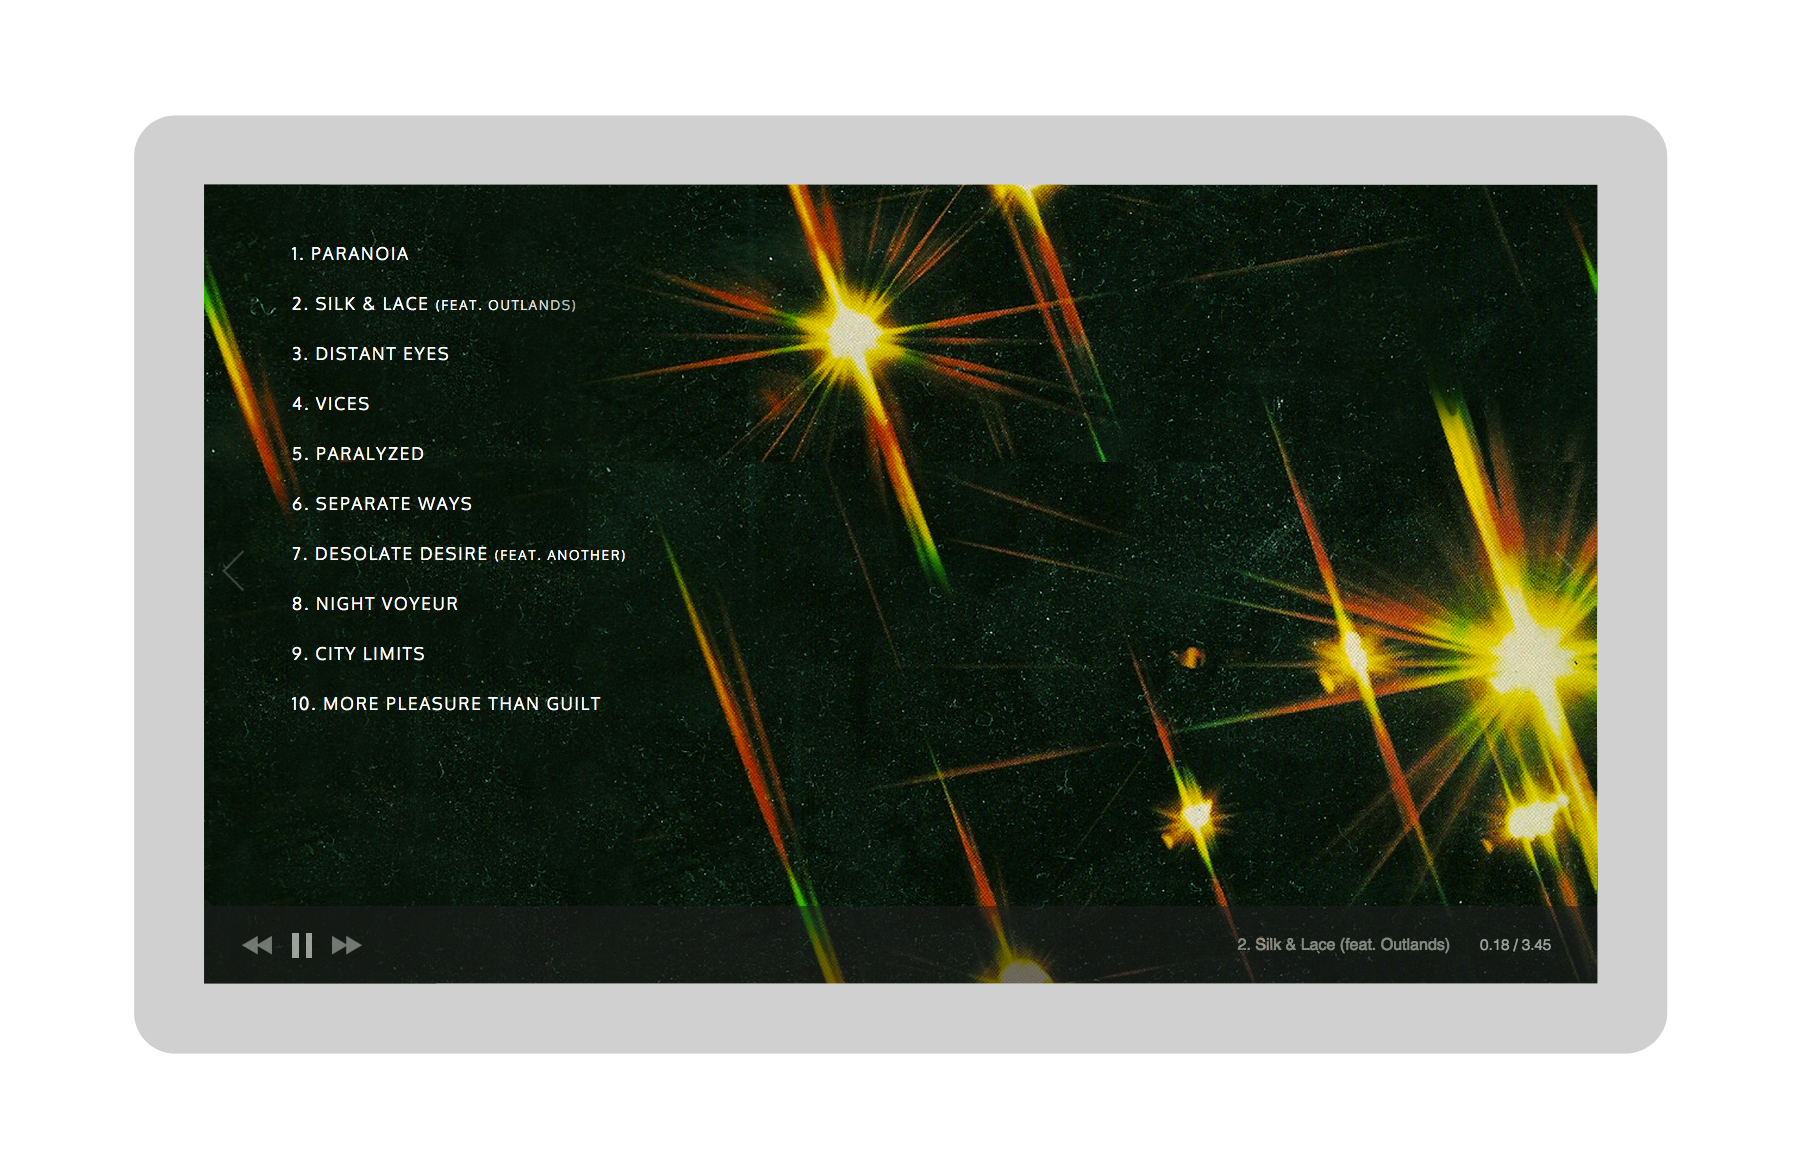 1. PARANOIA
2. SILK & LACE (FEAT. OUTLANDS)
3. DISTANT EYES
4. VICES
5. PARALYZED
6. SEPARATE WAYS
7. DESOLATE DESIRE (FEAT. ANOTHER)
8. NIGHT VOYEUR
9. CITY LIMITS
10. MORE PLEASURE THAN GUILT
2. Silk & Lace (feat. Outlands) 0.18 / 3.45